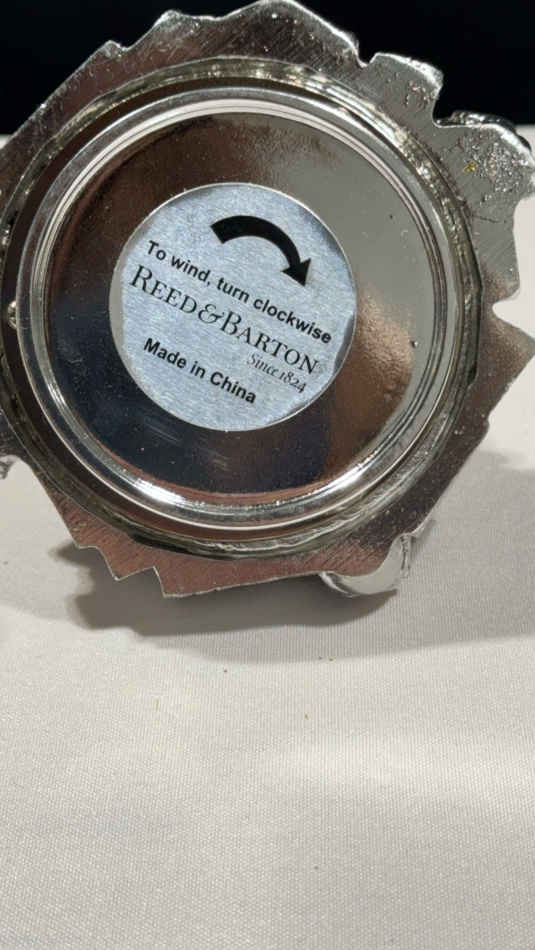 To wind, turn clockwise
REED & BARTON
Since 1824
Made in China